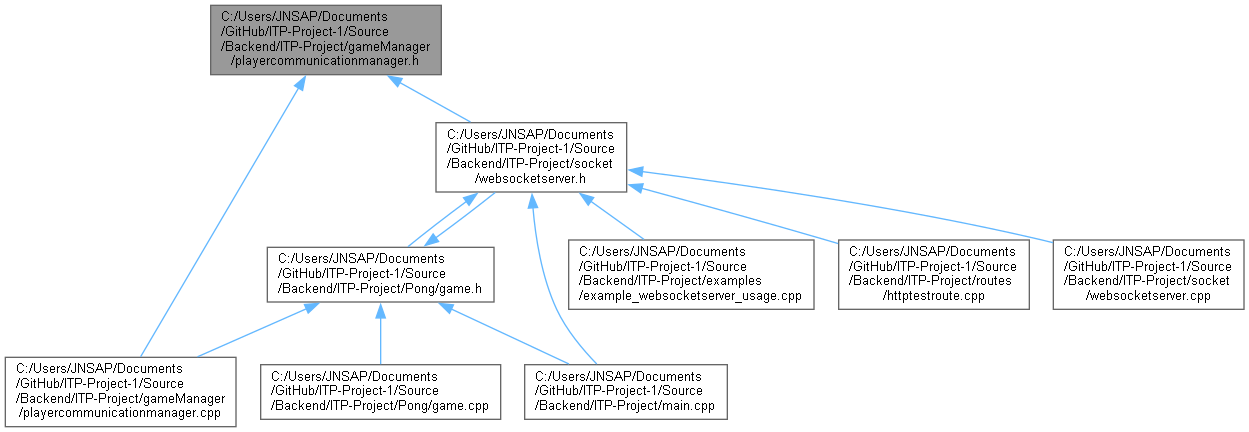 C:/Users/JNSAP/Documents
/GitHub/ITP-Project-1/Source
/Backend/ITP-Project/gameManager
/playercommunicationmanager.h
C:/Users/JNSAP/Documents
/GitHub/ITP-Project-1/Source
/Backend/ITP-Project/socket
/websocketserver.h
C:/Users/JNSAP/Documents
/GitHub/ITP-Project-1/Source
/Backend/ITP-Project/Pong/game.h
C:/Users/JNSAP/Documents
/GitHub/ITP-Project-1/Source
/Backend/ITP-Project/examples
/example_websocketserver_usage.cpp
C:/Users/JNSAP/Documents
/GitHub/ITP-Project-1/Source
/Backend/ITP-Project/routes
/httptestroute.cpp
C:/Users/JNSAP/Documents
/GitHub/ITP-Project-1/Source
/Backend/ITP-Project/socket
/websocketserver.cpp
C:/Users/JNSAP/Documents
/GitHub/ITP-Project-1/Source
/Backend/ITP-Project/gameManager
/playercommunicationmanager.cpp
C:/Users/JNSAP/Documents
/GitHub/ITP-Project-1/Source
/Backend/ITP-Project/Pong/game.cpp
C:/Users/JNSAP/Documents
/GitHub/ITP-Project-1/Source
/Backend/ITP-Project/main.cpp